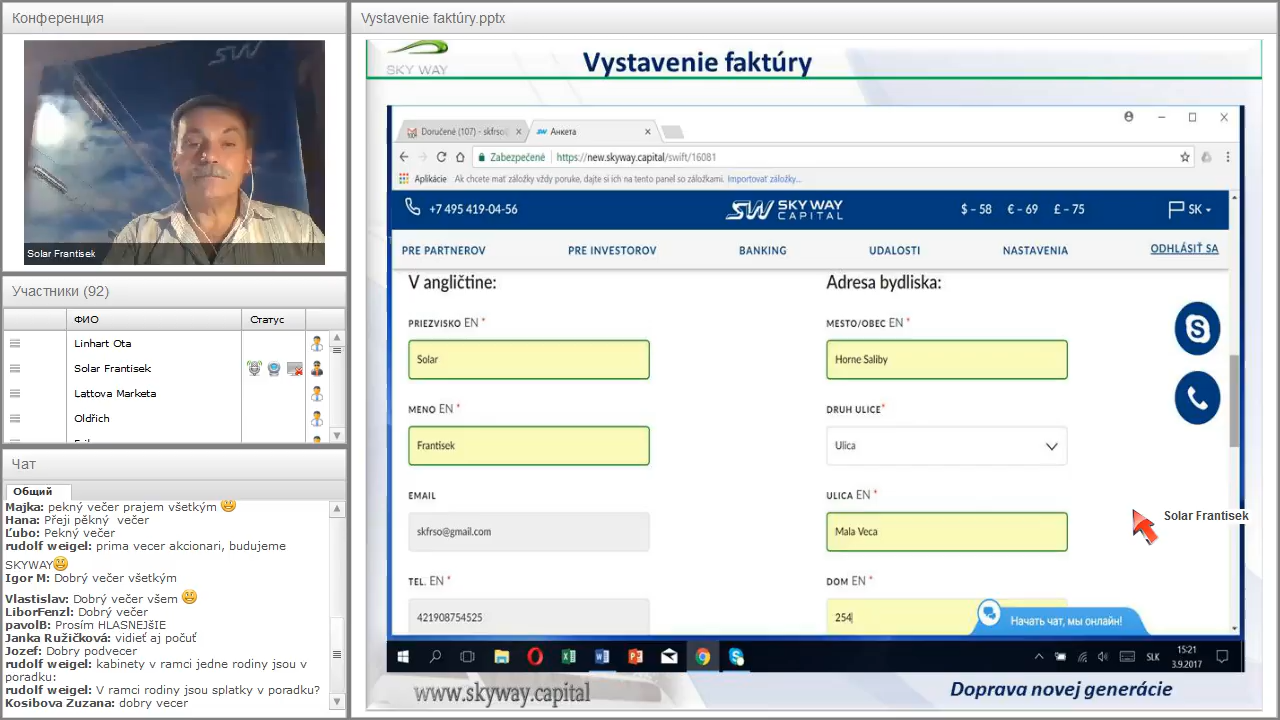 Конференция
Solar Frantisek
Участники (92)
ФИО
Статус
Linhart Ota
Solar Frantisek
Lattova Marketa
Oldřich
Чат
Общий
Majka: pekný večer prajem všetkým
Hana: Přeji pěkný večer
Ľubo: Pekný večer
rudolf weigel: prima vecer akcionari, budujeme
SKYWAY
Igor M: Dobrý večer všetkým
Vlastislav: Dobrý večer všem
LiborFenzl: Dobrý večer
pavolB: Prosím HLASNEJŠIE
Janka Ružičková: vidieť aj počuť
Jozef: Dobry podvecer
rudolf weigel: kabinety v ramci jedne rodiny jsou v
poradku:
rudolf weigel: V ramci rodiny jsou splatky v poradku?
Kosibova Zuzana: dobry vecer
Vystavenie faktúry.pptx
SKY WAY
Vystavenie faktúry
Doručené (107) - skfrso@
Анкета
Zabezpečené
https://new.skyway.capital/swift/16081
Aplikácie
Ak chcete mať záložky vždy poruke, dajte si ich na tento panel so záložkami.
Importovať záložky...
+7 495 419-04-56
SW SKY WAY CAPITAL
$ - 58
€ - 69
£ - 75
SK
PRE PARTNEROV
PRE INVESTOROV
BANKING
UDALOSTI
NASTAVENIA
ODHLÁSIŤ SA
V angličtine:
Adresa bydliska:
PRIEZVISKO EN *
MESTO/OBEC EN *
Solar
Horne Saliby
MENO EN *
DRUH ULICE*
Frantisek
Ulica
EMAIL
ULICA EN *
skfrso@gmail.com
Mala Veca
TEL. EN *
DOM EN *
421908754525
254
Начать чат, мы онлайн!
Solar Frantisek
SLK
15:21
3.9.2017
www.skyway.capital
Doprava novej generácie